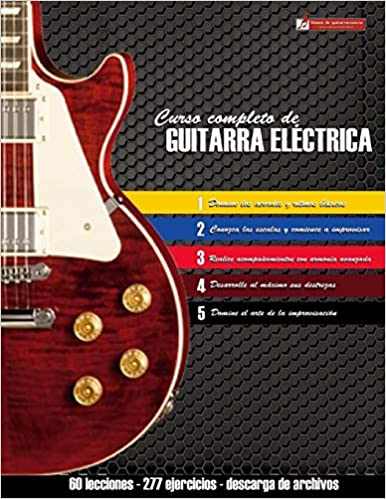 Curso completo de
GUITARRA ELÉCTRICA
1 Domine los acordes y ritmos básicos
2 Conozca las escalas y comience a improvisar
3 Realice acompañamientos con armonía avanzada
4 Desarrolle al máximo sus destrezas
5 Domine el arte de la improvisación
60 lecciones - 277 ejercicios - descarga de archivos